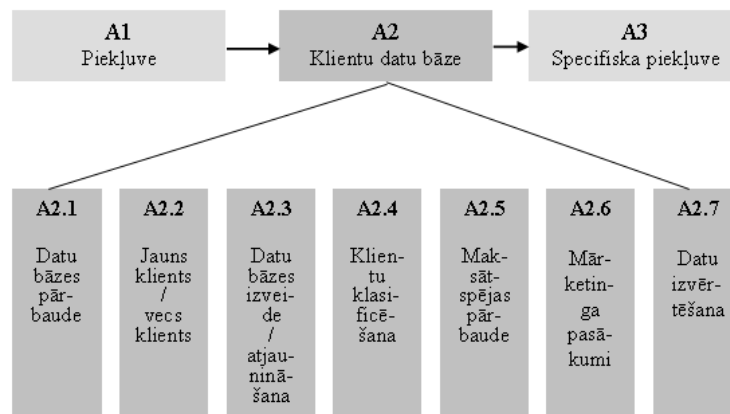 A1
Piekļuve
A2
Klientu datu bāze
A3
Specifiska piekļuve
A2.1
Datu
bāzes
pār-
baude
A2.2
Jauns
klients
/
vecs
klients
A2.3
Datu
bāzes
izveide
/
atjau-
ninā-
šana
A2.4
Klien-
tu
klasi-
ficē-
šana
A2.5
Mak-
sāt-
spējas
pār-
baude
A2.6
Mār-
ketin-
ga
pasā-
kumi
A2.7
Datu
izvēr-
tēšana